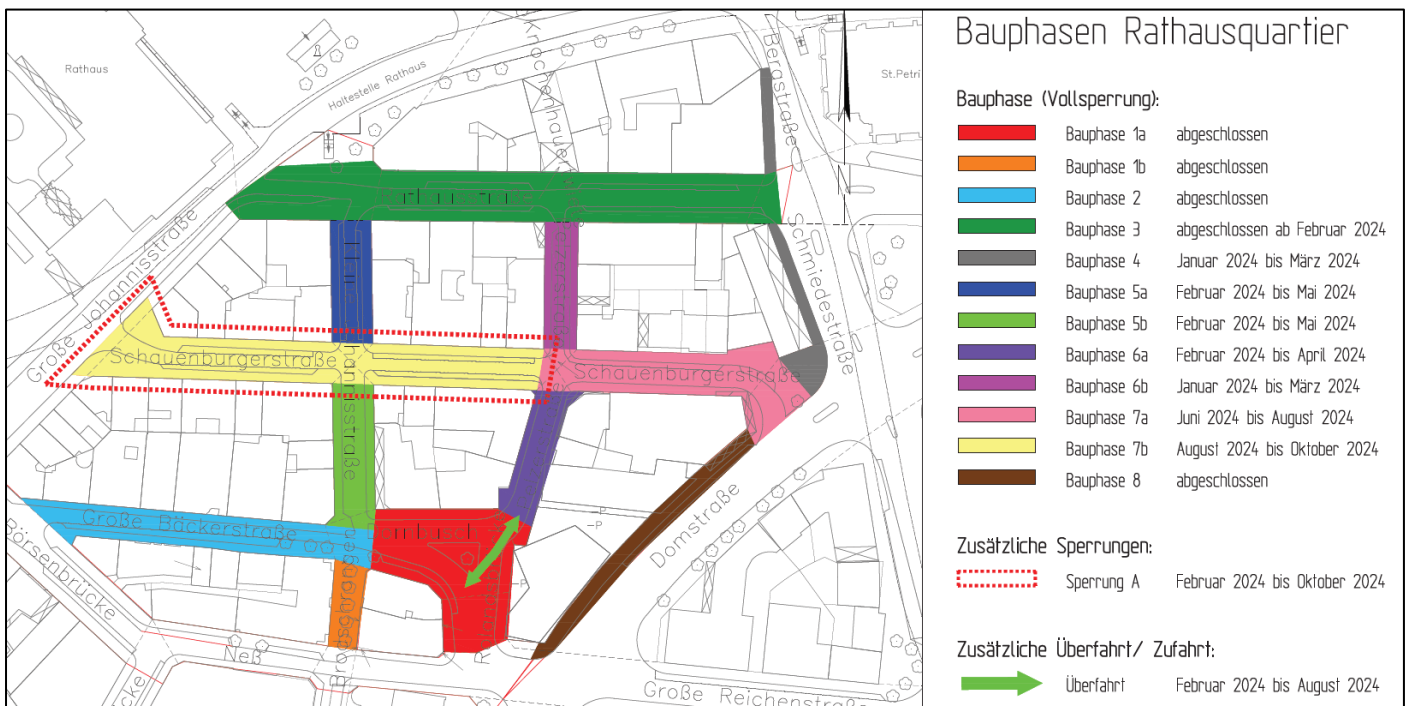 Bauphasen Rathausquartier
Bauphase (Vollsperrung):
Bauphase 1a abgeschlossen
Bauphase 1b abgeschlossen
Bauphase 2 abgeschlossen
Bauphase 3 abgeschlossen ab Februar 2024
Bauphase 4 Januar 2024 bis März 2024
Bauphase 5a Februar 2024 bis Mai 2024
Bauphase 5b Februar 2024 bis Mai 2024
Bauphase 6a Februar 2024 bis April 2024
Bauphase 6b Januar 2024 bis März 2024
Bauphase 7a Juni 2024 bis August 2024
Bauphase 7b August 2024 bis Oktober 2024
Bauphase 8 abgeschlossen
Zusätzliche Sperrungen:
Sperrung A Februar 2024 bis Oktober 2024
Zusätzliche Überfahrt/ Zufahrt:
Überfahrt Februar 2024 bis August 2024
Rathaus
Haltestelle Rathaus
Bergstraße
St.Petri
Große Johannisstraße
Schmiedestraße
Schauenburgerstraße
Schauenburgerstraße
Große Bäckerstraße
Domstraße
Börsenbrücke
Neß
Große Reichenstraße